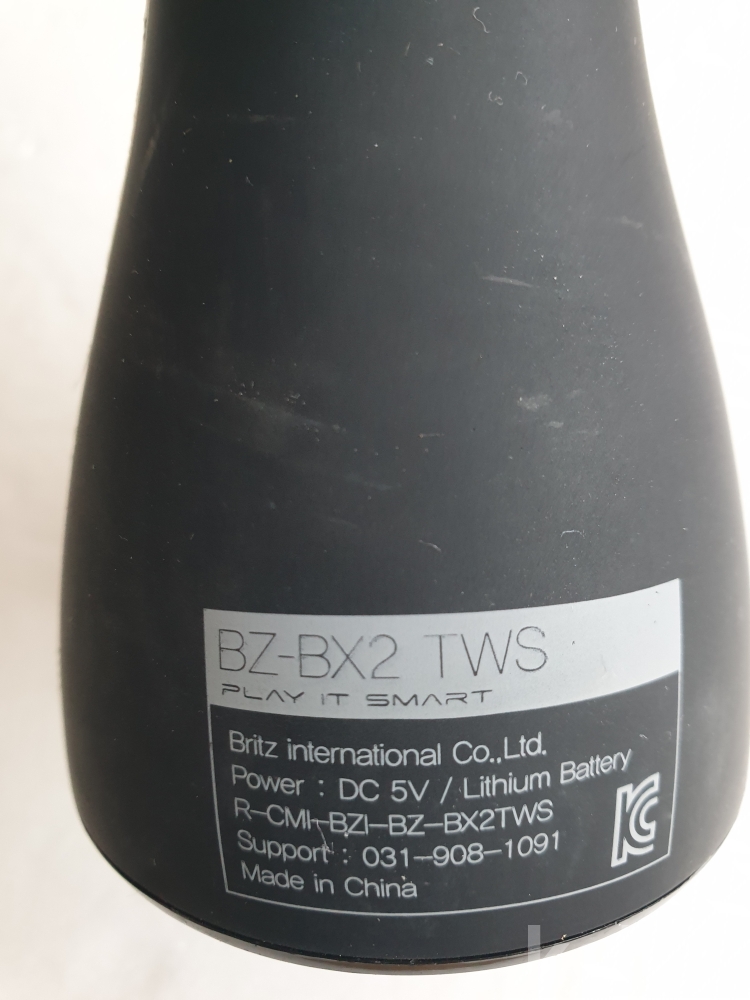 BZ-BX2 TWS
PLAY IT SMART
Britz international Co.,Ltd.
Power : DC 5V / Lithium Battery
R-CMI-BZI-BZ-BX2TWS
Support : 031-908-1091
Made in China
KC